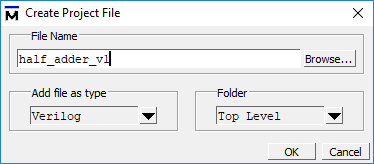 Create Project File
File Name
half_adder_vl
Browse...
Add file as type
Folder
Verilog
Top Level
OK
Cancel